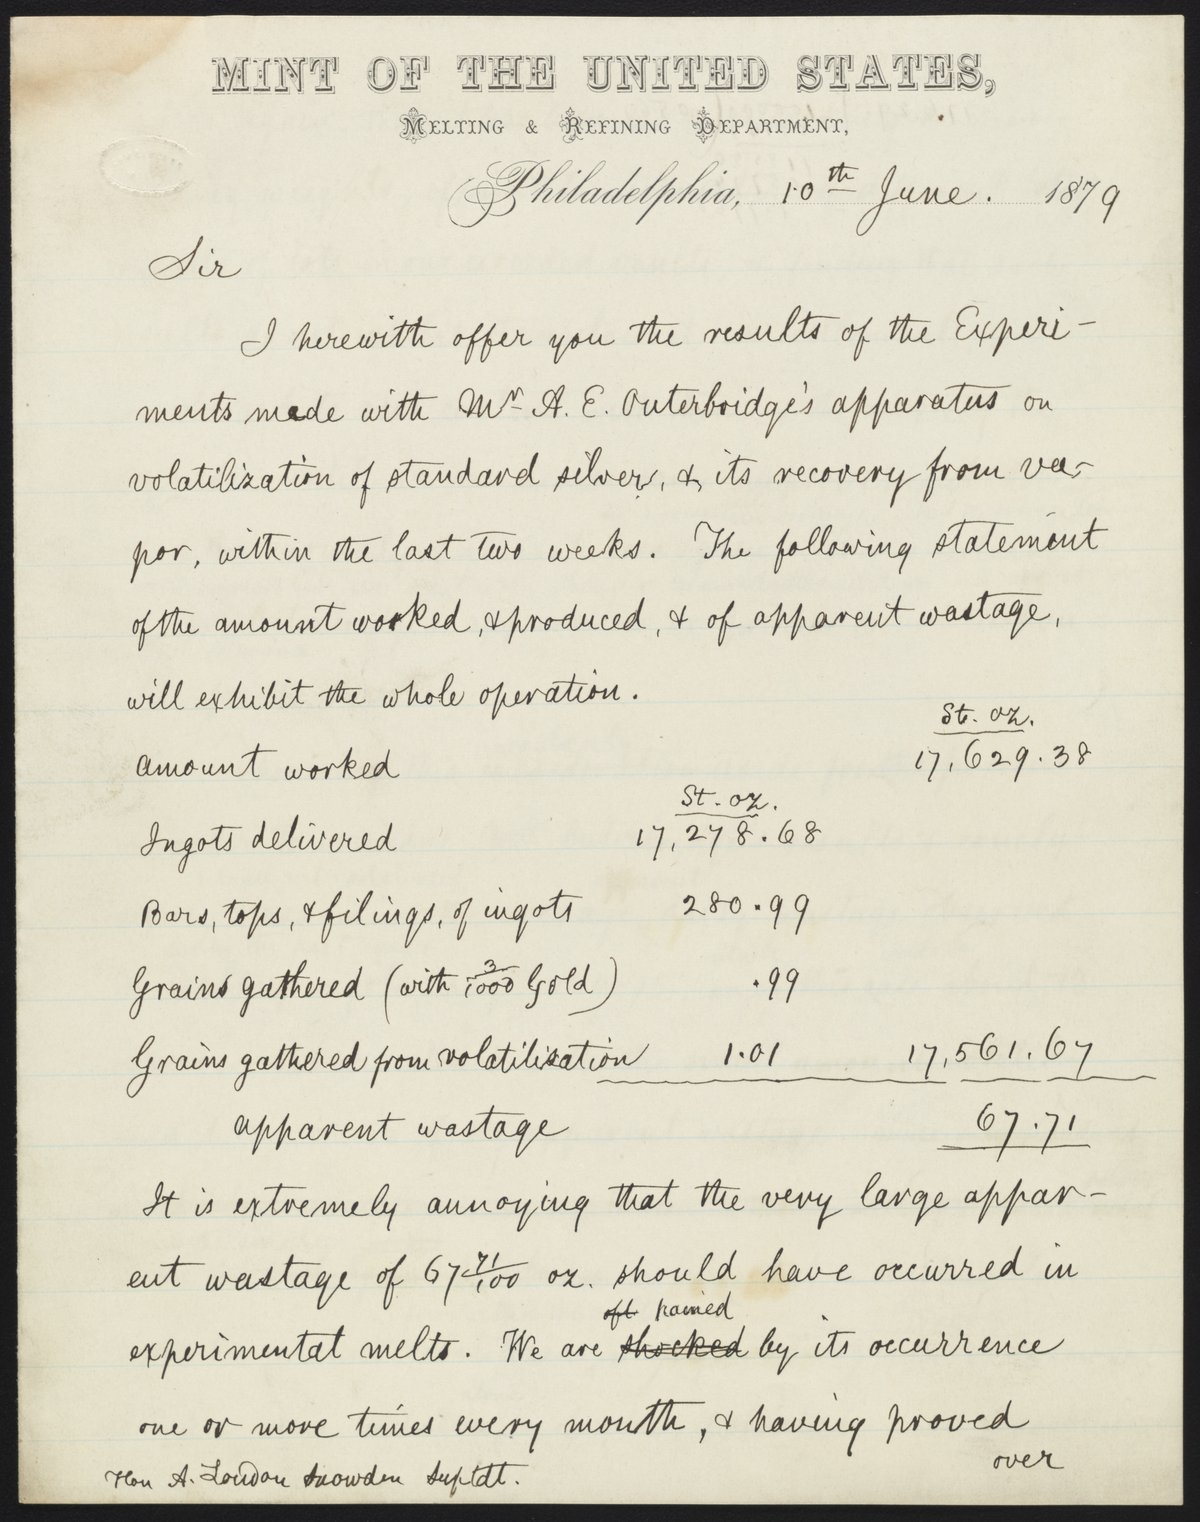 MINT OF THE UNITED STATES,
MELTING & REFINING DEPARTMENT,
Philadelphia, 10th June. 1879
Sir
I herewith offer you the results of the Experi-
ments made with Mr A. E. Outerbridge's apparatus on
volatilization of standard silver, & its recovery from va-
por, within the last two weeks. The following statement
of the amount worked, & produced, & of apparent wastage,
will exhibit the whole operation.
St. oz.
Amount worked 17,629.38
St. oz.
Ingots delivered 17,278.68
Bars, tops, & filings, of ingots 280.99
Grains gathered (with 3/1000 Gold) .99
Grains gathered from volatilization 1.01 17,561.67
apparent wastage 67.71
It is extremely annoying that the very large appar-
ent wastage of 67 71/100 oz. should have occurred in
pained
experimental melts. We are shocked by its occurrence
one or more times every month, & having proved
over
Hon A. Loudon Snowden Suptdt.